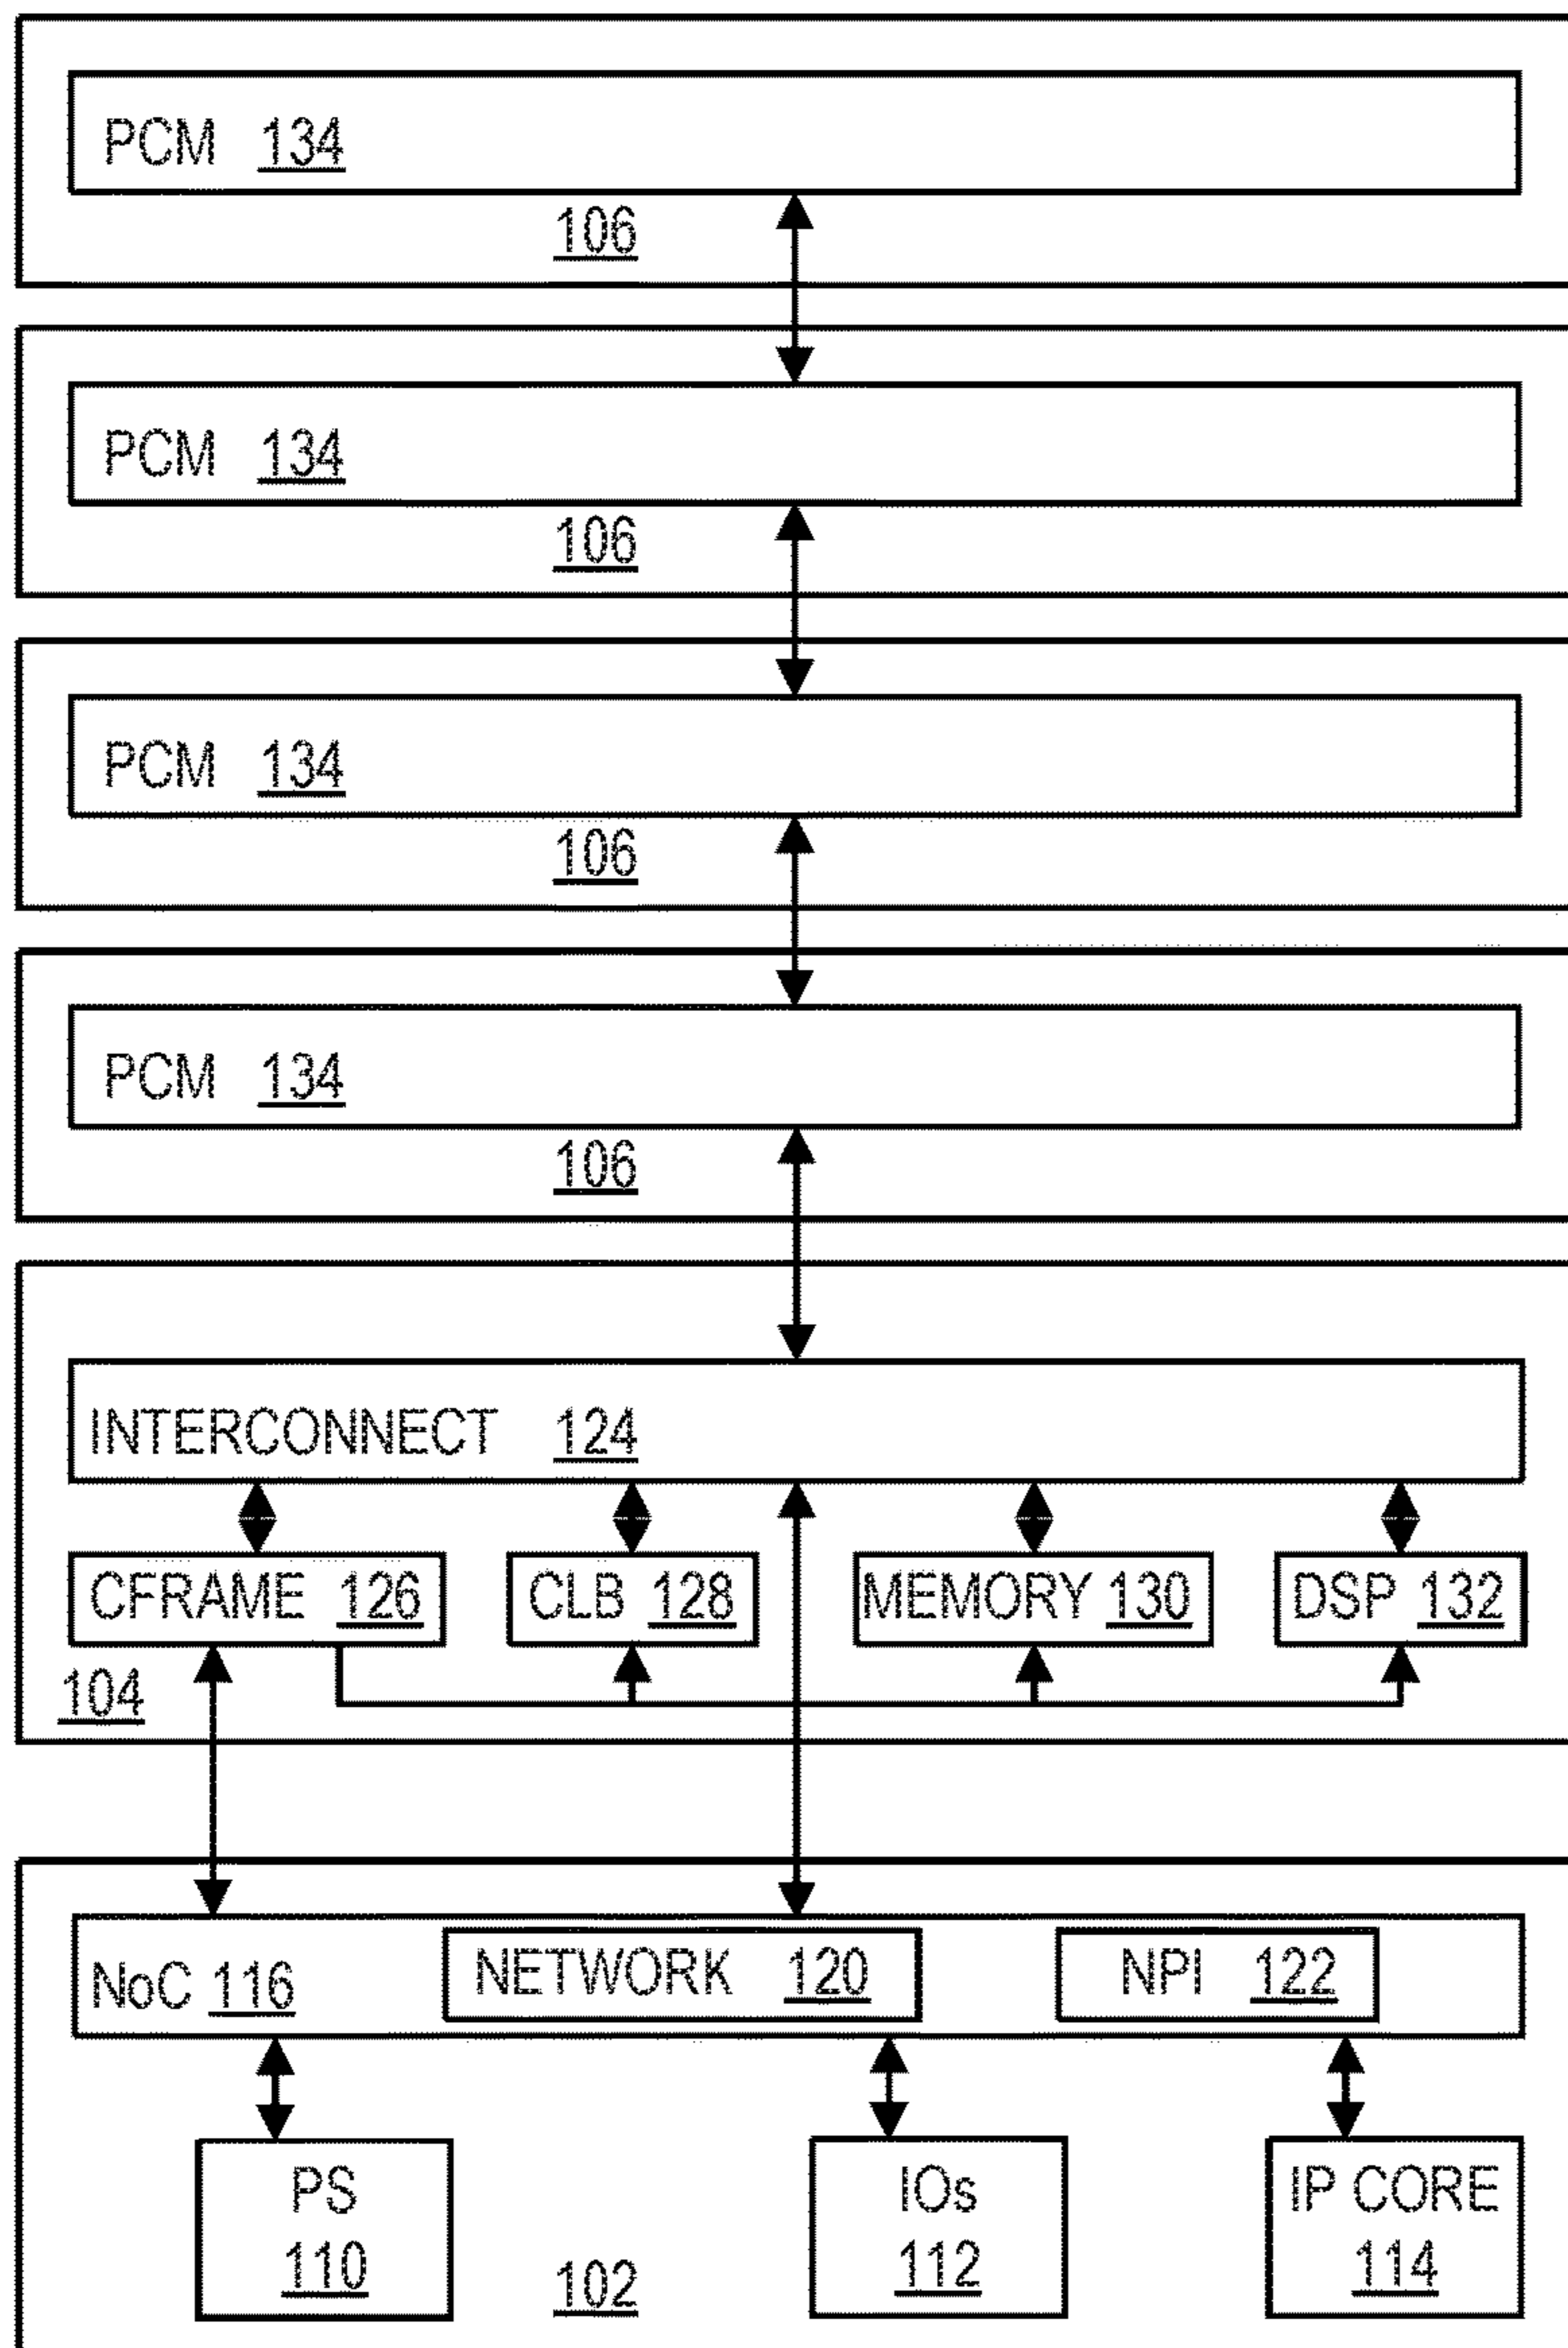 PCM 134
106
PCM 134
106
PCM 134
106
PCM 134
106
INTERCONNECT 124
CFRAME 126 CLB 128 MEMORY 130 DSP 132
104
NoC 116 NETWORK 120 NPI 122
PS IOs IP CORE
110 112 114
102